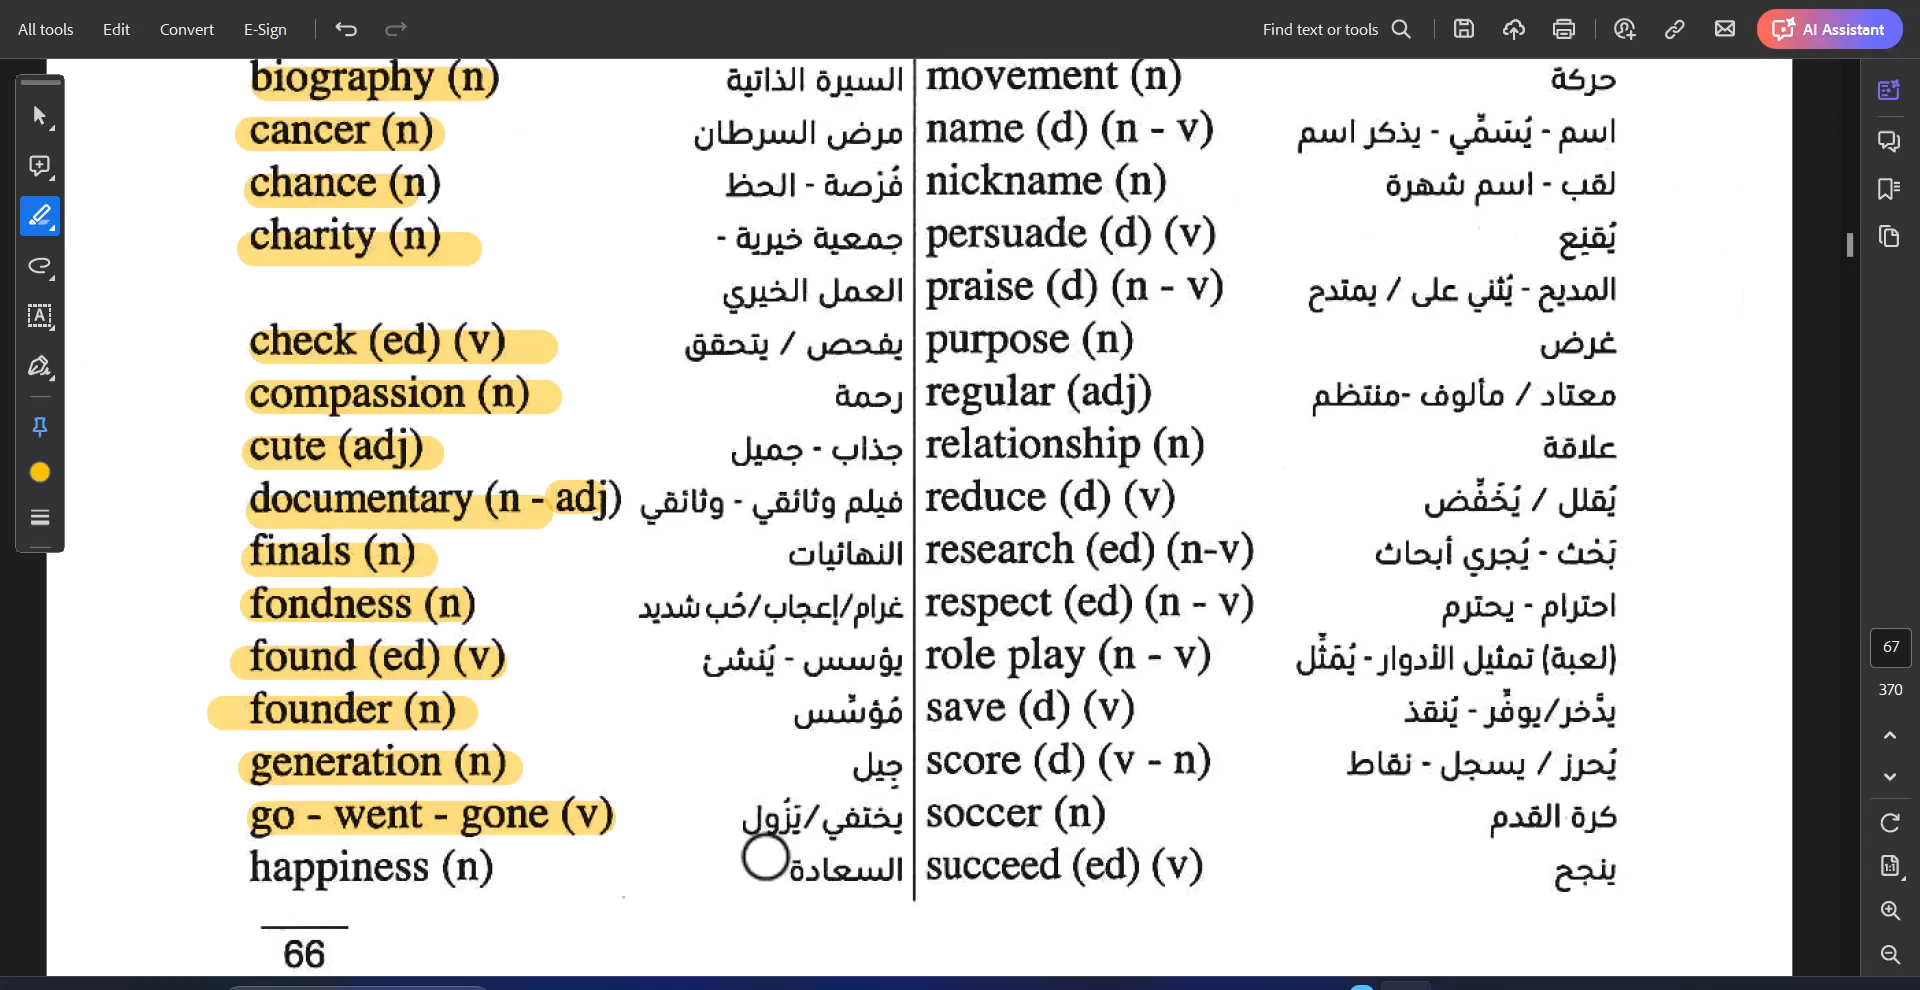 All tools Edit Convert E-Sign Find text or tools AI Assistant
biography (n) السيرة الذاتية
cancer (n) مرض السرطان
chance (n) فُرْصة - الحظ
charity (n) جمعية خيرية -
العمل الخيري
check (ed) (v) يفحص / يتحقق
compassion (n) رحمة
cute (adj) جذاب - جميل
documentary (n - adj) فيلم وثائقي - وثائقي
finals (n) النهائيات
fondness (n) غرام/إعجاب/حُب شديد
found (ed) (v) يؤسس - يُنشئ
founder (n) مُؤسِّس
generation (n) جِيل
go - went - gone (v) يختفي/يَزُول
happiness (n) السعادة
movement (n) حركة
name (d) (n - v) اسم - يُسَمِّي - يذكر اسم
nickname (n) لقب - اسم شهرة
persuade (d) (v) يُقنِع
praise (d) (n - v) المديح - يُثني على / يمتدح
purpose (n) غرض
regular (adj) معتاد / مألوف -منتظم
relationship (n) علاقة
reduce (d) (v) يُقلل / يُخَفِّض
research (ed) (n-v) بَحْث - يُجري أبحاث
respect (ed) (n - v) احترام - يحترم
role play (n - v) (لعبة) تمثيل الأدوار - يُمَثِّل
save (d) (v) يدَّخر/يوفِّر - يُنقذ
score (d) (v - n) يُحرز / يسجل - نقاط
soccer (n) كرة القدم
succeed (ed) (v) ينجح
66
67
370